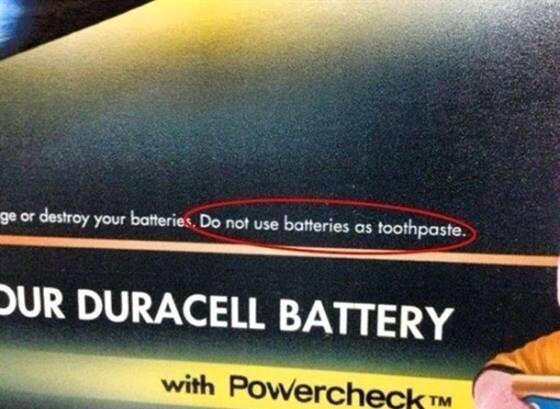 ge or destroy your batteries. Do not use batteries as toothpaste.
OUR DURACELL BATTERY
with Powercheck™